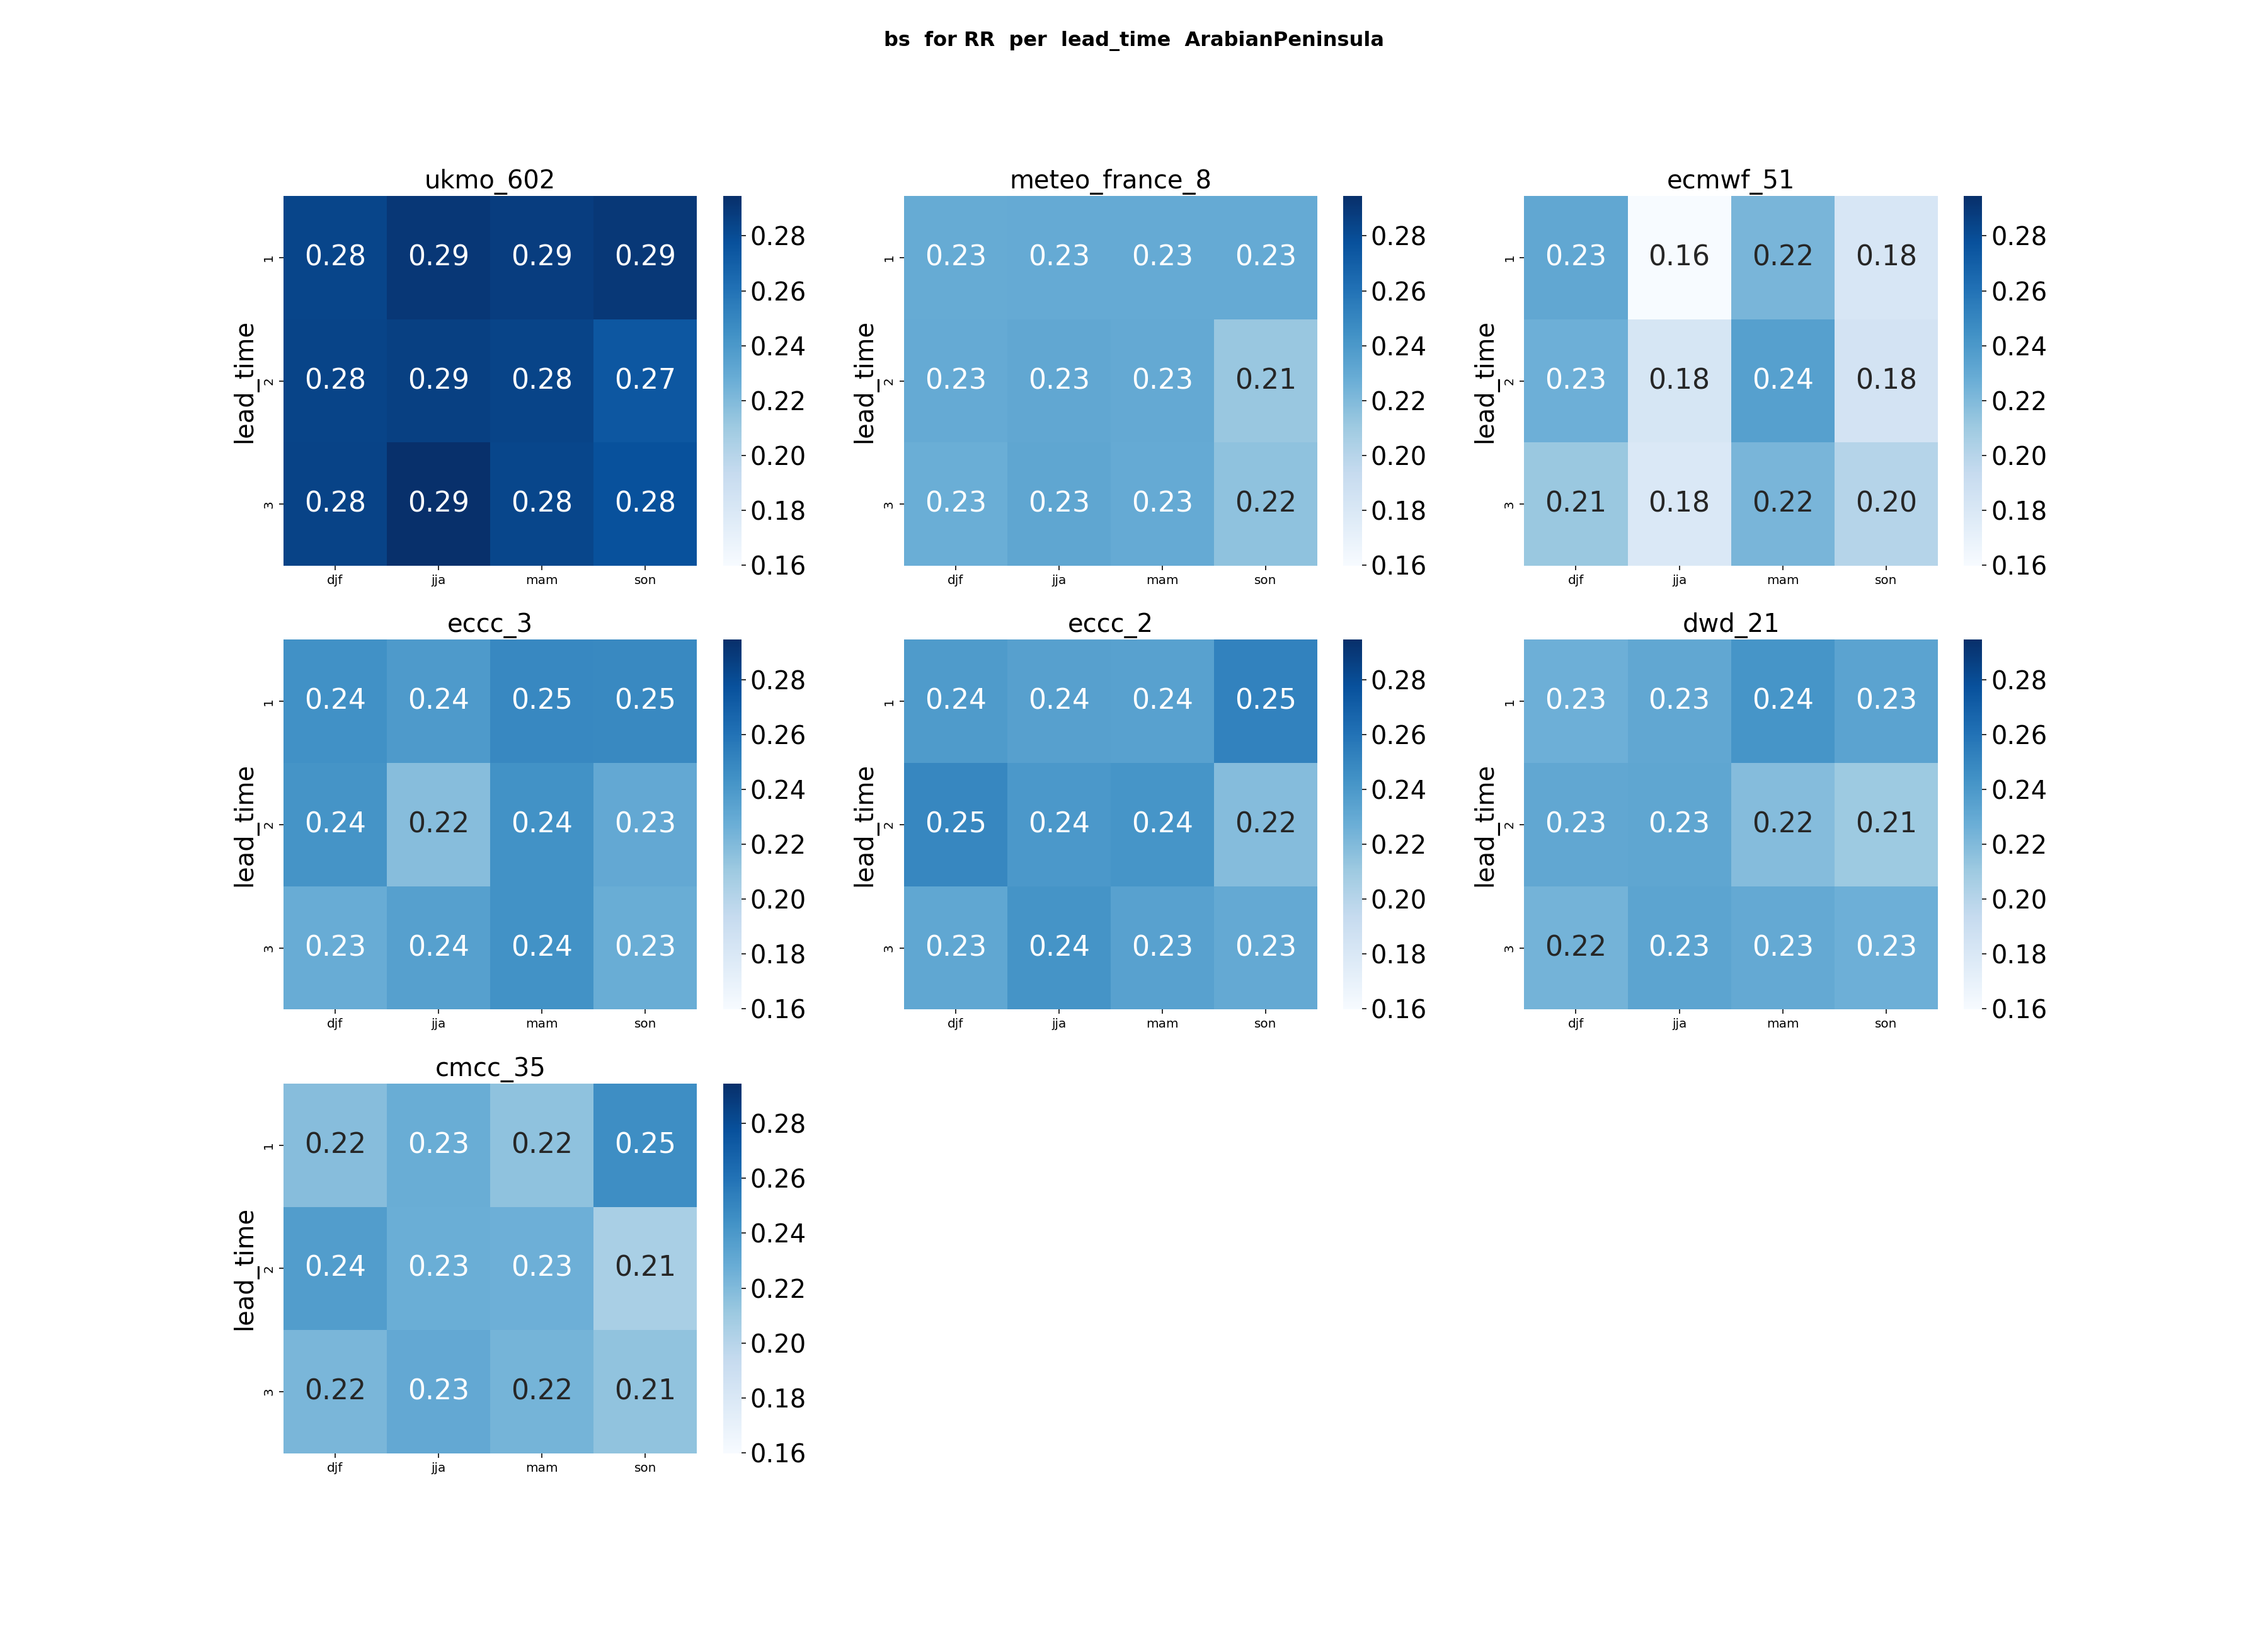 bs for RR per lead_time ArabianPeninsula
ukmo_602
lead_time
1 0.28 0.29 0.29 0.29
2 0.28 0.29 0.28 0.27
3 0.28 0.29 0.28 0.28
djf jja mam son
0.28
0.26
0.24
0.22
0.20
0.18
0.16
meteo_france_8
lead_time
1 0.23 0.23 0.23 0.23
2 0.23 0.23 0.23 0.21
3 0.23 0.23 0.23 0.22
djf jja mam son
0.28
0.26
0.24
0.22
0.20
0.18
0.16
ecmwf_51
lead_time
1 0.23 0.16 0.22 0.18
2 0.23 0.18 0.24 0.18
3 0.21 0.18 0.22 0.20
djf jja mam son
0.28
0.26
0.24
0.22
0.20
0.18
0.16
eccc_3
lead_time
1 0.24 0.24 0.25 0.25
2 0.24 0.22 0.24 0.23
3 0.23 0.24 0.24 0.23
djf jja mam son
0.28
0.26
0.24
0.22
0.20
0.18
0.16
eccc_2
lead_time
1 0.24 0.24 0.24 0.25
2 0.25 0.24 0.24 0.22
3 0.23 0.24 0.23 0.23
djf jja mam son
0.28
0.26
0.24
0.22
0.20
0.18
0.16
dwd_21
lead_time
1 0.23 0.23 0.24 0.23
2 0.23 0.23 0.22 0.21
3 0.22 0.23 0.23 0.23
djf jja mam son
0.28
0.26
0.24
0.22
0.20
0.18
0.16
cmcc_35
lead_time
1 0.22 0.23 0.22 0.25
2 0.24 0.23 0.23 0.21
3 0.22 0.23 0.22 0.21
djf jja mam son
0.28
0.26
0.24
0.22
0.20
0.18
0.16